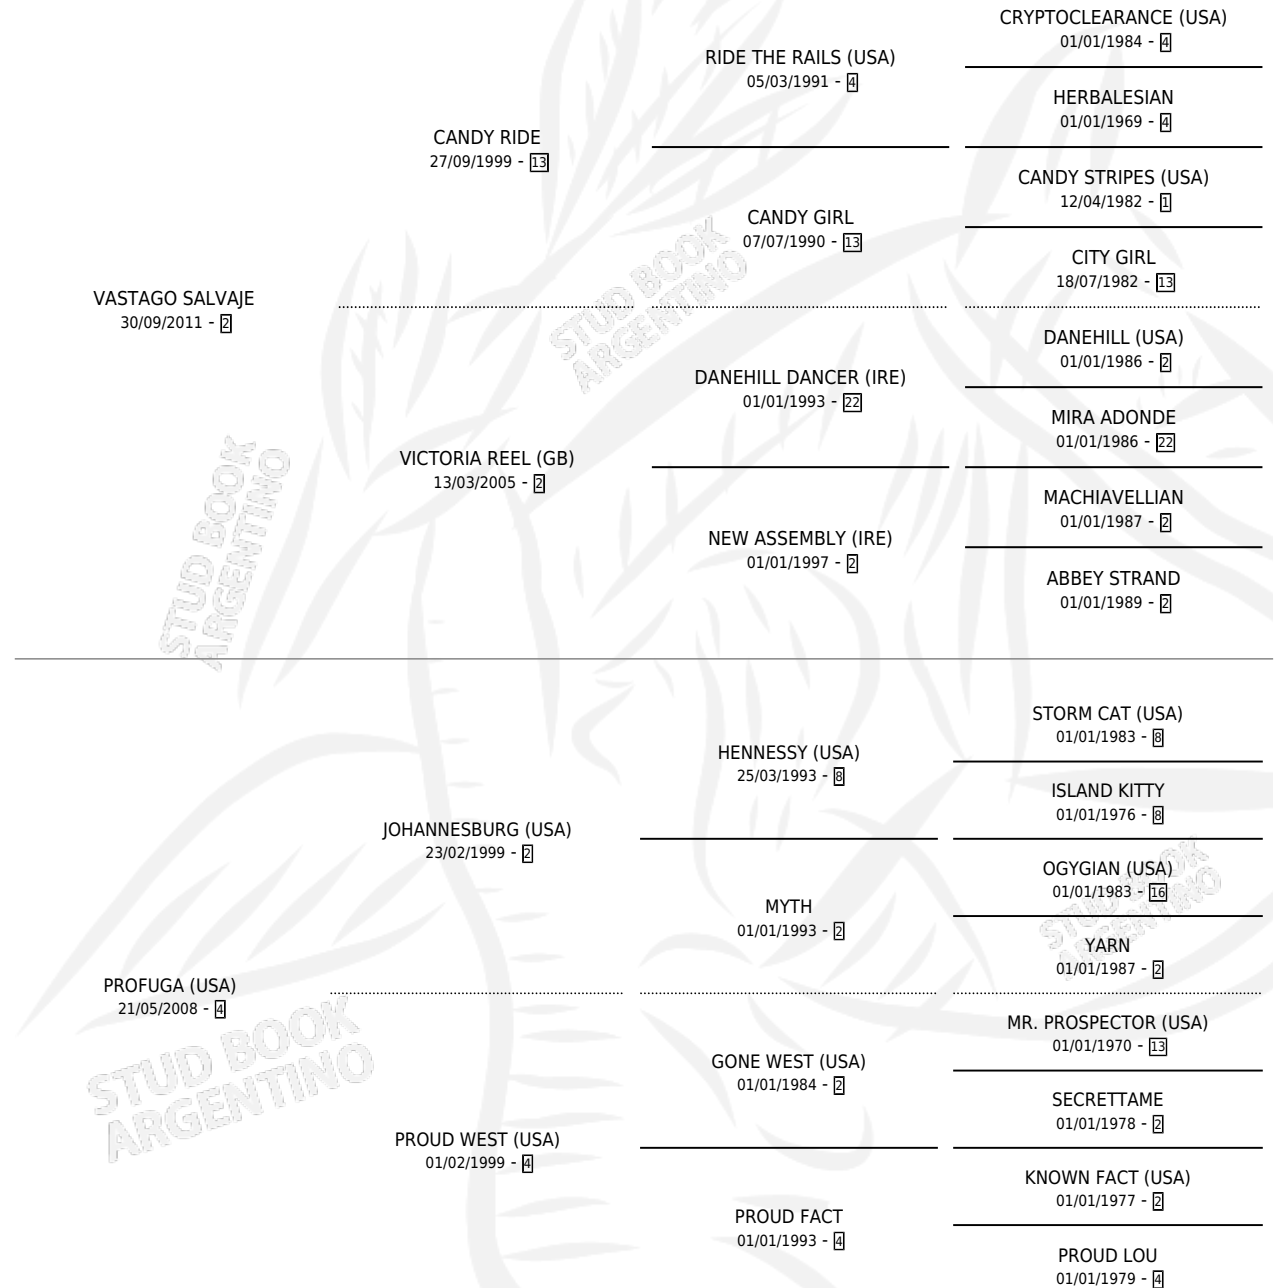 CRYPTOCLEARANCE (USA)
01/01/1984 - 4
RIDE THE RAILS (USA)
05/03/1991 - 4
HERBALESIAN
01/01/1969 - 4
CANDY RIDE
27/09/1999 - 13
CANDY STRIPES (USA)
12/04/1982 - 1
CANDY GIRL
07/07/1990 - 13
CITY GIRL
18/07/1982 - 13
VASTAGO SALVAJE
30/09/2011 - 2
DANEHILL (USA)
01/01/1986 - 2
DANEHILL DANCER (IRE)
01/01/1993 - 22
MIRA ADONDE
01/01/1986 - 22
VICTORIA REEL (GB)
13/03/2005 - 2
MACHIAVELLIAN
01/01/1987 - 2
NEW ASSEMBLY (IRE)
01/01/1997 - 2
ABBEY STRAND
01/01/1989 - 2
STUD BOOK
ARGENTINO
STUD BOOK
ARGENTINO
STORM CAT (USA)
01/01/1983 - 8
HENNESSY (USA)
25/03/1993 - 8
ISLAND KITTY
01/01/1976 - 8
JOHANNESBURG (USA)
23/02/1999 - 2
OGYGIAN (USA)
01/01/1983 - 16
MYTH
01/01/1993 - 2
YARN
01/01/1987 - 2
STUD BOOK
ARGENTINO
PROFUGA (USA)
21/05/2008 - 4
MR. PROSPECTOR (USA)
01/01/1970 - 13
GONE WEST (USA)
01/01/1984 - 2
SECRETTAME
01/01/1978 - 2
STUD BOOK
ARGENTINO
PROUD WEST (USA)
01/02/1999 - 4
KNOWN FACT (USA)
01/01/1977 - 2
PROUD FACT
01/01/1993 - 4
PROUD LOU
01/01/1979 - 4